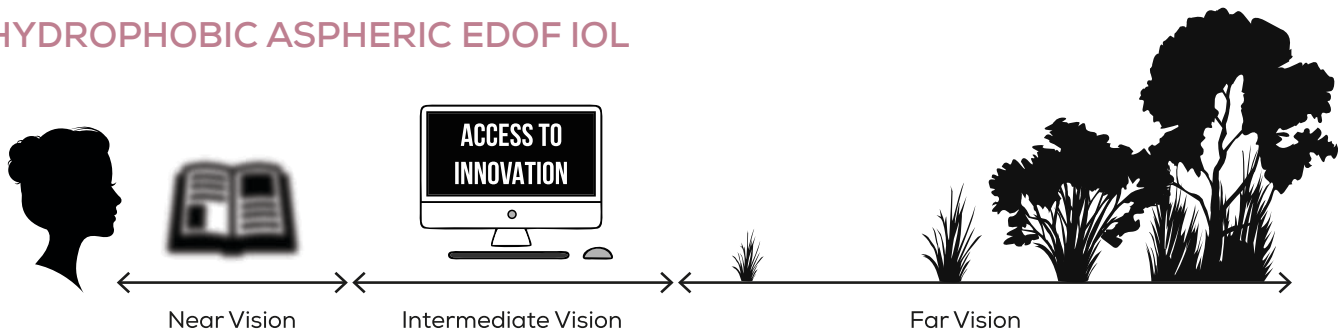 HYDROPHOBIC ASPHERIC EDOF IOL
ACCESS TO
INNOVATION
Near Vision
Intermediate Vision
Far Vision